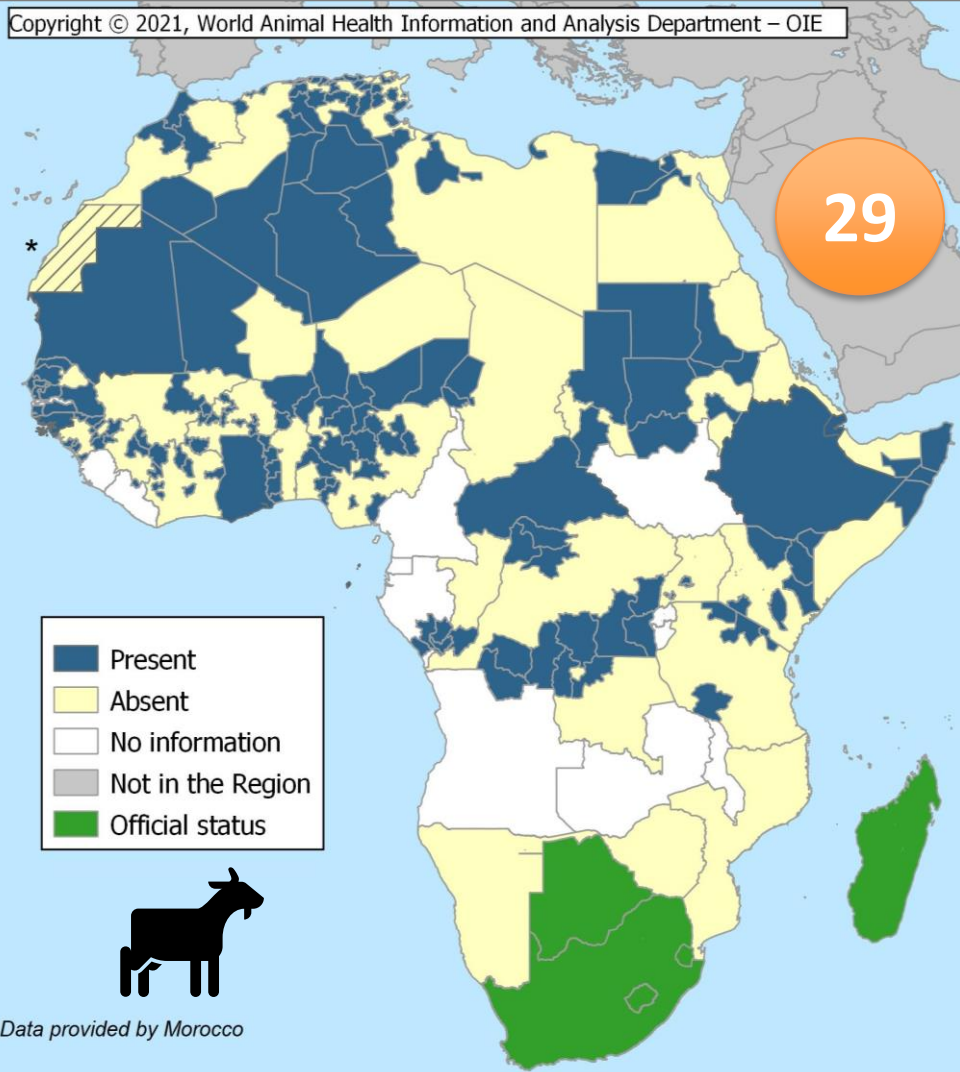 Copyright © 2021, World Animal Health Information and Analysis Department – OIE
29
*
Present
Absent
No information
Not in the Region
Official status
Data provided by Morocco